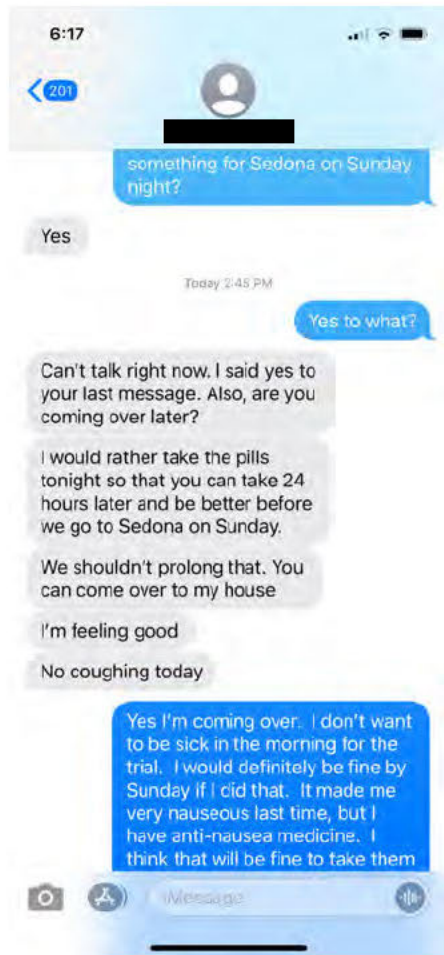 6:17
201
something for Sedona on Sunday
night?
Yes
Today 2:45 PM
Yes to what?
Can't talk right now. I said yes to
your last message. Also, are you
coming over later?
I would rather take the pills
tonight so that you can take 24
hours later and be better before
we go to Sedona on Sunday.
We shouldn't prolong that. You
can come over to my house
I'm feeling good
No coughing today
Yes I'm coming over. I don't want
to be sick in the morning for the
trial. I would definitely be fine by
Sunday if I did that. It made me
very nauseous last time, but I
have anti-nausea medicine. I
think that will be fine to take them
iMessage